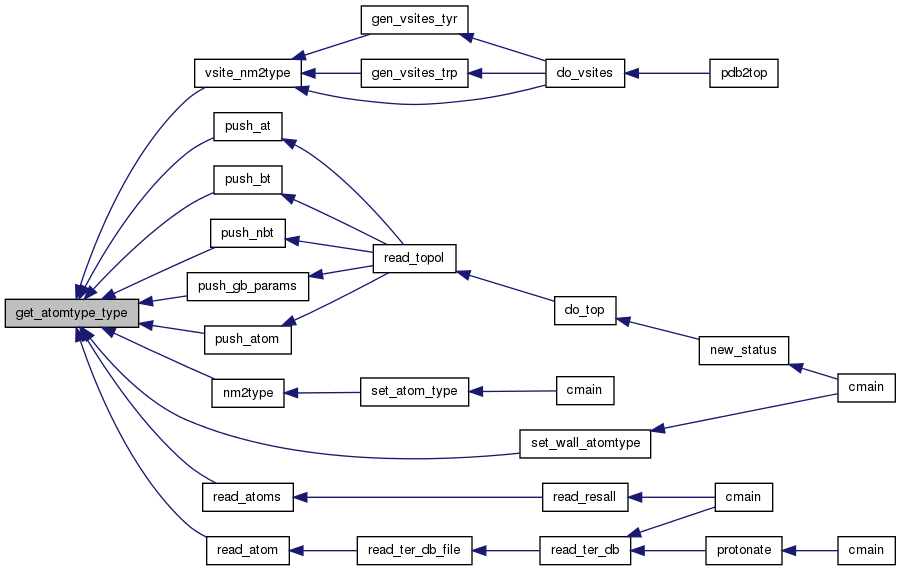 gen_vsites_tyr
vsite_nm2type
gen_vsites_trp
do_vsites
pdb2top
push_at
push_bt
push_nbt
read_topol
push_gb_params
get_atomtype_type
do_top
push_atom
new_status
nm2type
set_atom_type
cmain
cmain
set_wall_atomtype
read_atoms
read_resall
cmain
read_atom
read_ter_db_file
read_ter_db
protonate
cmain